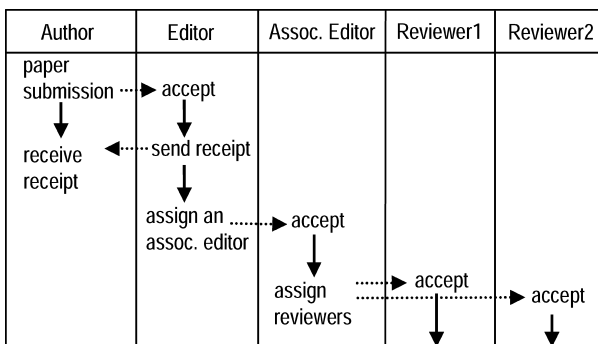 Author Editor Assoc. Editor Reviewer1 Reviewer2
paper
submission accept
receive
receipt
send receipt
assign an
assoc. editor
accept
assign
reviewers
accept
accept